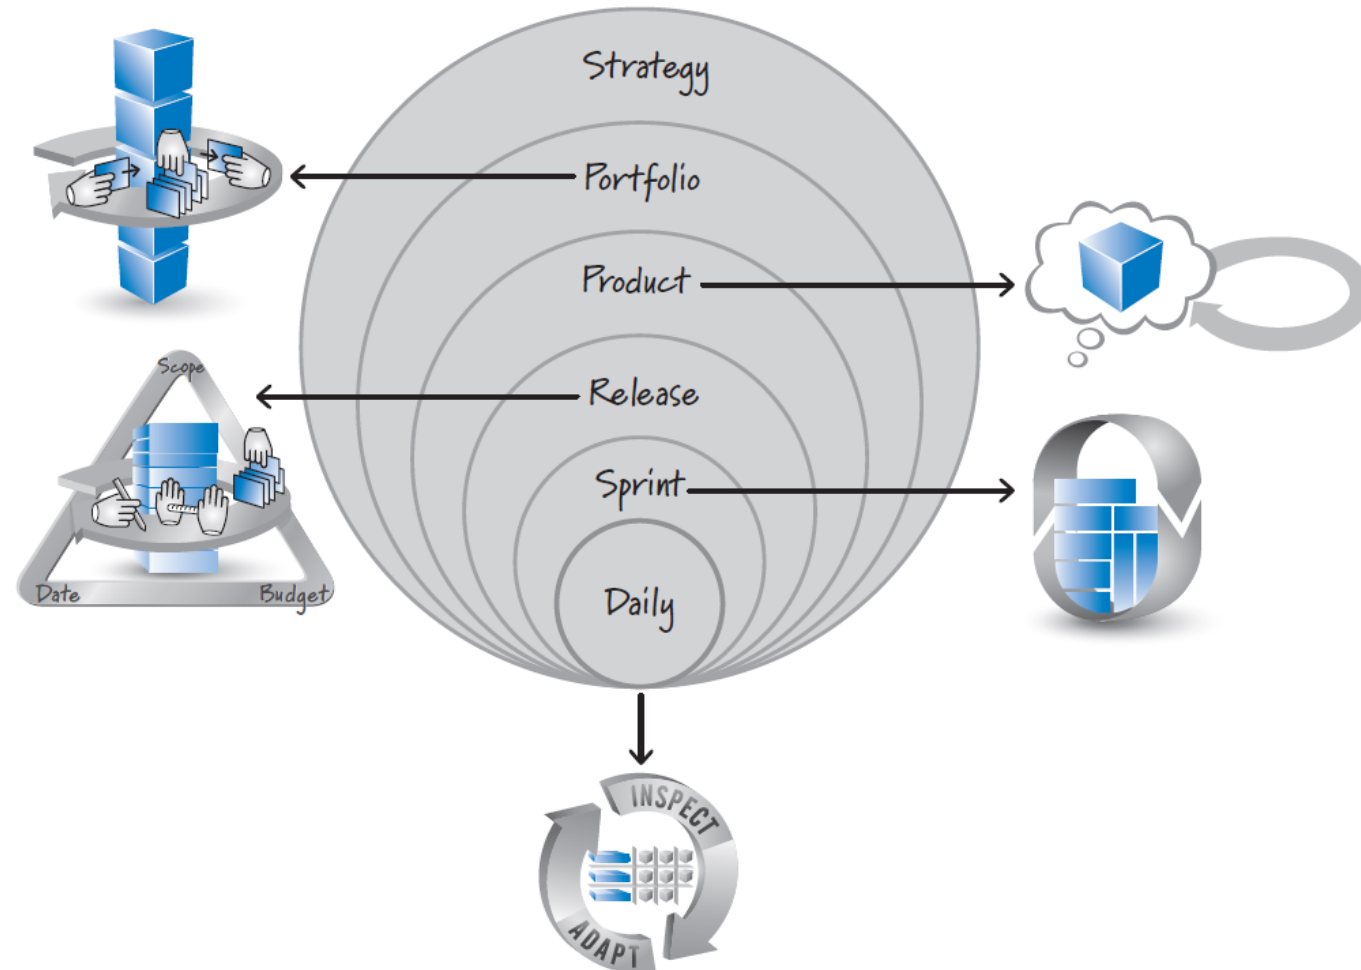 Strategy
Portfolio
Product
Release
Sprint
Daily
Scope
Date
Budget
INSPECT
ADAPT